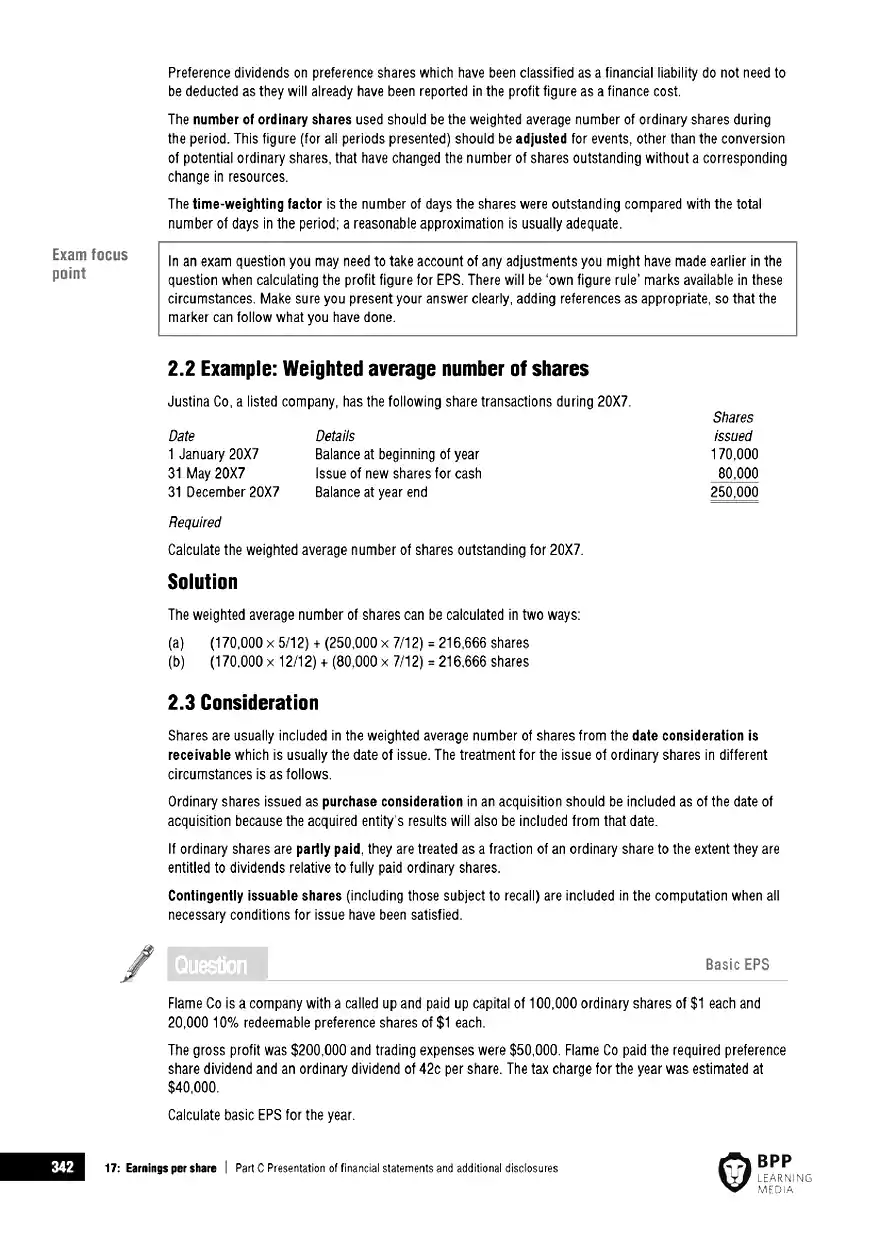 Preference dividends on preference shares which have been classified as a financial liability do not need to
be deducted as they will already have been reported in the profit figure as a finance cost.
The number of ordinary shares used should be the weighted average number of ordinary shares during
the period. This figure (for all periods presented) should be adjusted for events, other than the conversion
of potential ordinary shares, that have changed the number of shares outstanding without a corresponding
change in resources.
The time-weighting factor is the number of days the shares were outstanding compared with the total
number of days in the period; a reasonable approximation is usually adequate.
Exam focus
point
In an exam question you may need to take account of any adjustments you might have made earlier in the
question when calculating the profit figure for EPS. There will be 'own figure rule' marks available in these
circumstances. Make sure you present your answer clearly, adding references as appropriate, so that the
marker can follow what you have done.
2.2 Example: Weighted average number of shares
Justina Co, a listed company, has the following share transactions during 20X7.
Shares
Date Details issued
1 January 20X7 Balance at beginning of year 170,000
31 May 20X7 Issue of new shares for cash 80,000
31 December 20X7 Balance at year end 250,000
Required
Calculate the weighted average number of shares outstanding for 20X7.
Solution
The weighted average number of shares can be calculated in two ways:
(a) (170,000 × 5/12) + (250,000 × 7/12) = 216,666 shares
(b) (170,000 × 12/12) + (80,000 × 7/12) = 216,666 shares
2.3 Consideration
Shares are usually included in the weighted average number of shares from the date consideration is
receivable which is usually the date of issue. The treatment for the issue of ordinary shares in different
circumstances is as follows.
Ordinary shares issued as purchase consideration in an acquisition should be included as of the date of
acquisition because the acquired entity's results will also be included from that date.
If ordinary shares are partly paid, they are treated as a fraction of an ordinary share to the extent they are
entitled to dividends relative to fully paid ordinary shares.
Contingently issuable shares (including those subject to recall) are included in the computation when all
necessary conditions for issue have been satisfied.
Question Basic EPS
Flame Co is a company with a called up and paid up capital of 100,000 ordinary shares of $1 each and
20,000 10% redeemable preference shares of $1 each.
The gross profit was $200,000 and trading expenses were $50,000. Flame Co paid the required preference
share dividend and an ordinary dividend of 42c per share. The tax charge for the year was estimated at
$40,000.
Calculate basic EPS for the year.
342 17: Earnings per share | Part C Presentation of financial statements and additional disclosures
BPP
LEARNING
MEDIA